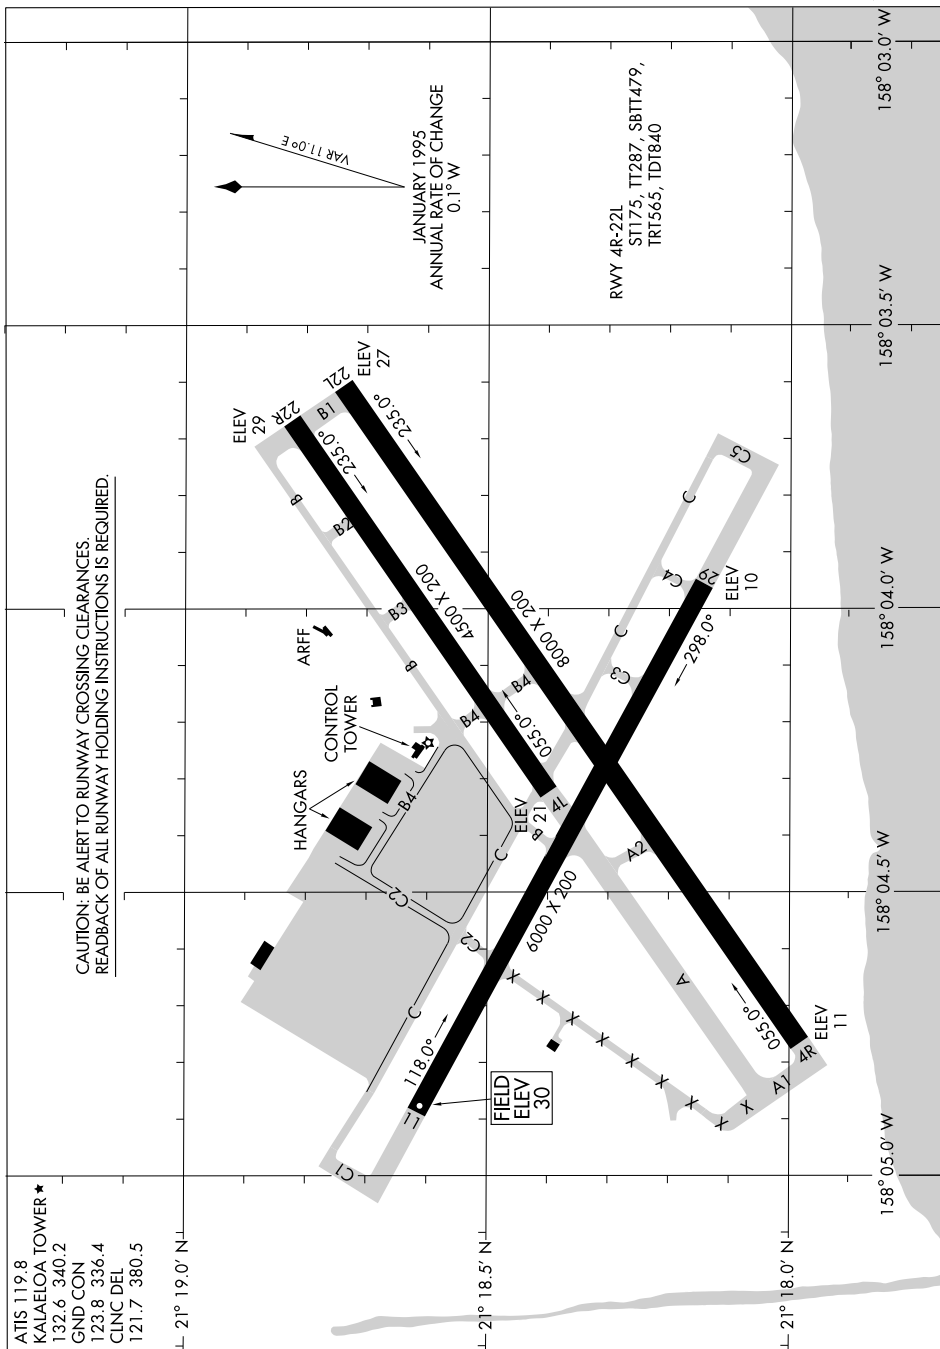 ATIS 119.8
KALAELOA TOWER ★
132.6 340.2
GND CON
123.8 336.4
CLNC DEL
121.7 380.5
CAUTION: BE ALERT TO RUNWAY CROSSING CLEARANCES.
READBACK OF ALL RUNWAY HOLDING INSTRUCTIONS IS REQUIRED.
VAR 11.0° E
JANUARY 1995
ANNUAL RATE OF CHANGE
0.1° W
RWY 4R-22L
ST175, TT287, SBTT479,
TRT565, TDT840
21° 19.0' N
21° 18.5' N
21° 18.0' N
158° 05.0' W
158° 04.5' W
158° 04.0' W
158° 03.5' W
158° 03.0' W
HANGARS
CONTROL
TOWER
ARFF
ELEV
29
22R
B1
22L
ELEV
27
235.0°
235.0°
B
B2
B3
B
4500 X 200
8000 X 200
B4
B4
B4
055.0°
ELEV
21
4L
B
C
C2
C2
C
C1
11
118.0°
FIELD
ELEV
30
6000 X 200
A2
A
055.0°
4R
A1
ELEV
11
X
X
X
X
X
X
X
X
X
C3
C
C4
C
C5
29
ELEV
10
298.0°